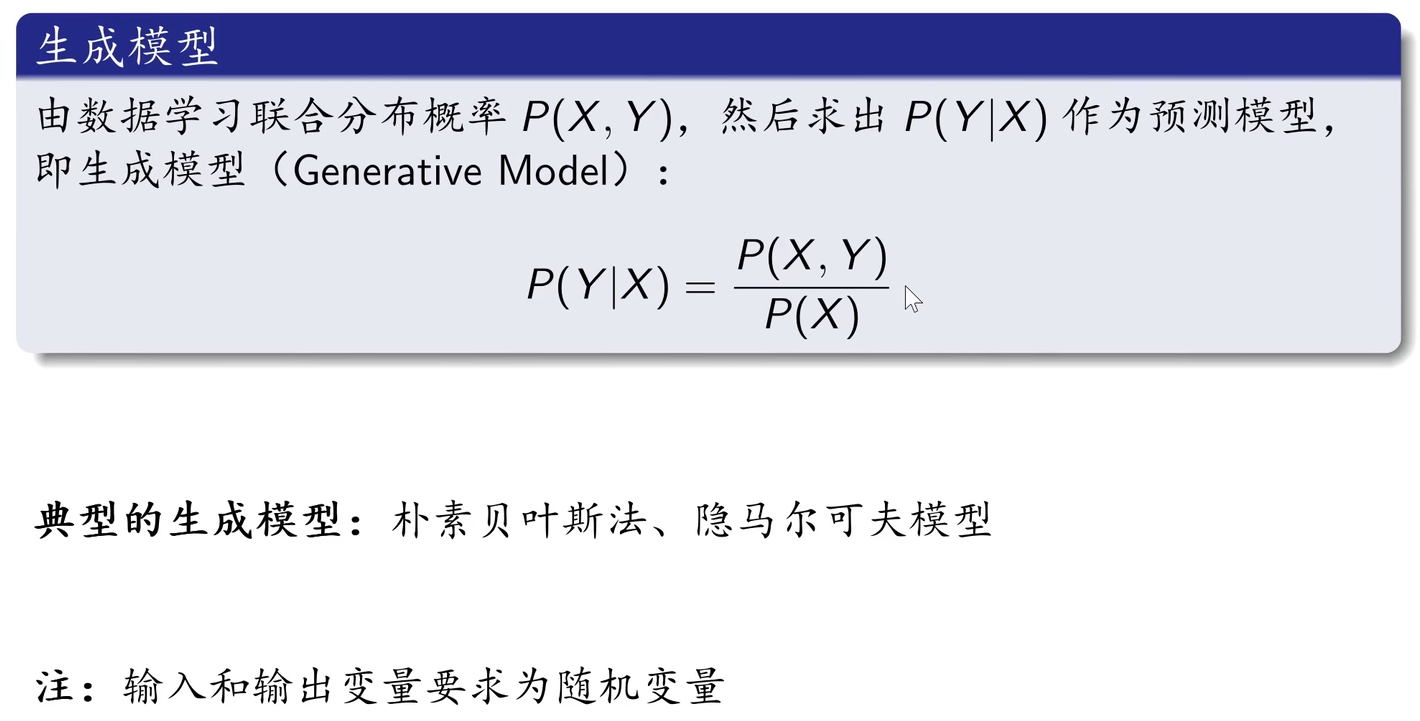 生成模型
由数据学习联合分布概率 P(X, Y)，然后求出 P(Y|X) 作为预测模型，
即生成模型（Generative Model）：
P(Y|X) = P(X, Y) / P(X)
典型的生成模型：朴素贝叶斯法、隐马尔可夫模型
注：输入和输出变量要求为随机变量